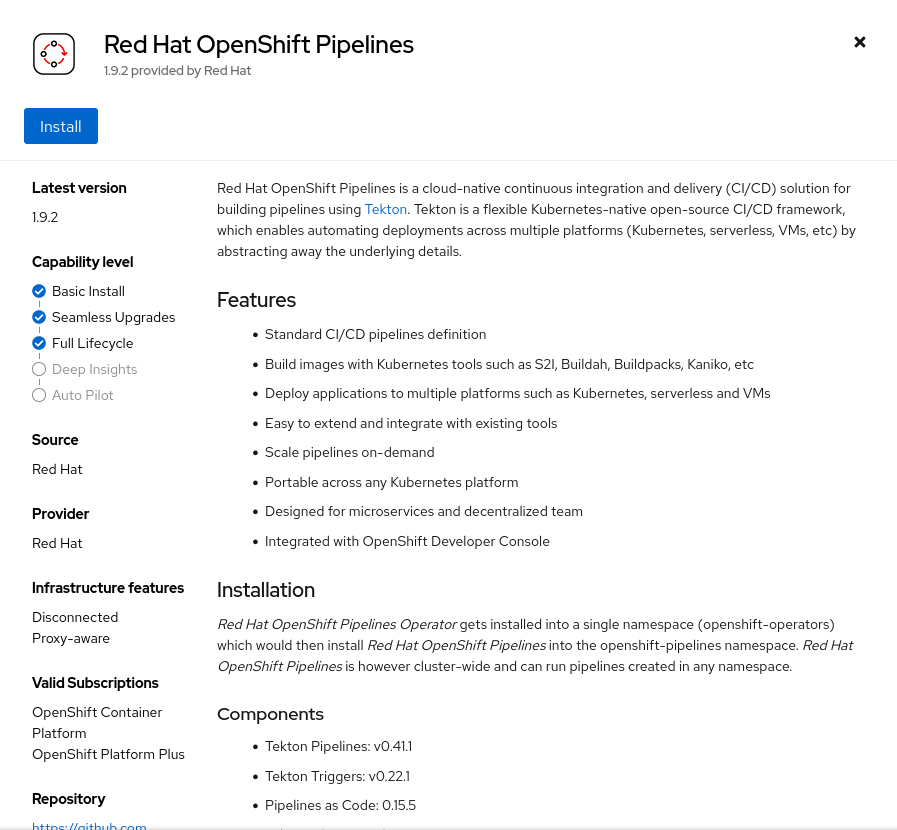 Red Hat OpenShift Pipelines
1.9.2 provided by Red Hat
Install
Latest version
1.9.2
Capability level
Basic Install
Seamless Upgrades
Full Lifecycle
Deep Insights
Auto Pilot
Source
Red Hat
Provider
Red Hat
Infrastructure features
Disconnected
Proxy-aware
Valid Subscriptions
OpenShift Container
Platform
OpenShift Platform Plus
Repository
https://github.com
Red Hat OpenShift Pipelines is a cloud-native continuous integration and delivery (CI/CD) solution for
building pipelines using Tekton. Tekton is a flexible Kubernetes-native open-source CI/CD framework,
which enables automating deployments across multiple platforms (Kubernetes, serverless, VMs, etc) by
abstracting away the underlying details.
Features
• Standard CI/CD pipelines definition
• Build images with Kubernetes tools such as S2I, Buildah, Buildpacks, Kaniko, etc
• Deploy applications to multiple platforms such as Kubernetes, serverless and VMs
• Easy to extend and integrate with existing tools
• Scale pipelines on-demand
• Portable across any Kubernetes platform
• Designed for microservices and decentralized team
• Integrated with OpenShift Developer Console
Installation
Red Hat OpenShift Pipelines Operator gets installed into a single namespace (openshift-operators)
which would then install Red Hat OpenShift Pipelines into the openshift-pipelines namespace. Red Hat
OpenShift Pipelines is however cluster-wide and can run pipelines created in any namespace.
Components
• Tekton Pipelines: v0.41.1
• Tekton Triggers: v0.22.1
• Pipelines as Code: 0.15.5